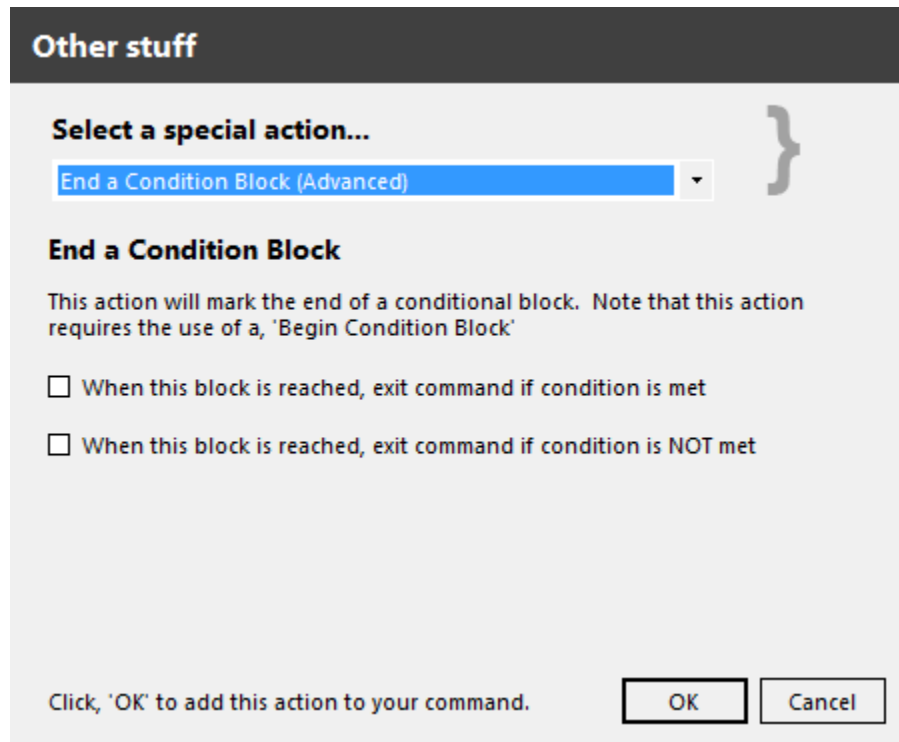 Other stuff
Select a special action...
}
End a Condition Block (Advanced)
End a Condition Block
This action will mark the end of a conditional block.  Note that this action
requires the use of a, 'Begin Condition Block'
When this block is reached, exit command if condition is met
When this block is reached, exit command if condition is NOT met
Click, 'OK' to add this action to your command.
OK
Cancel